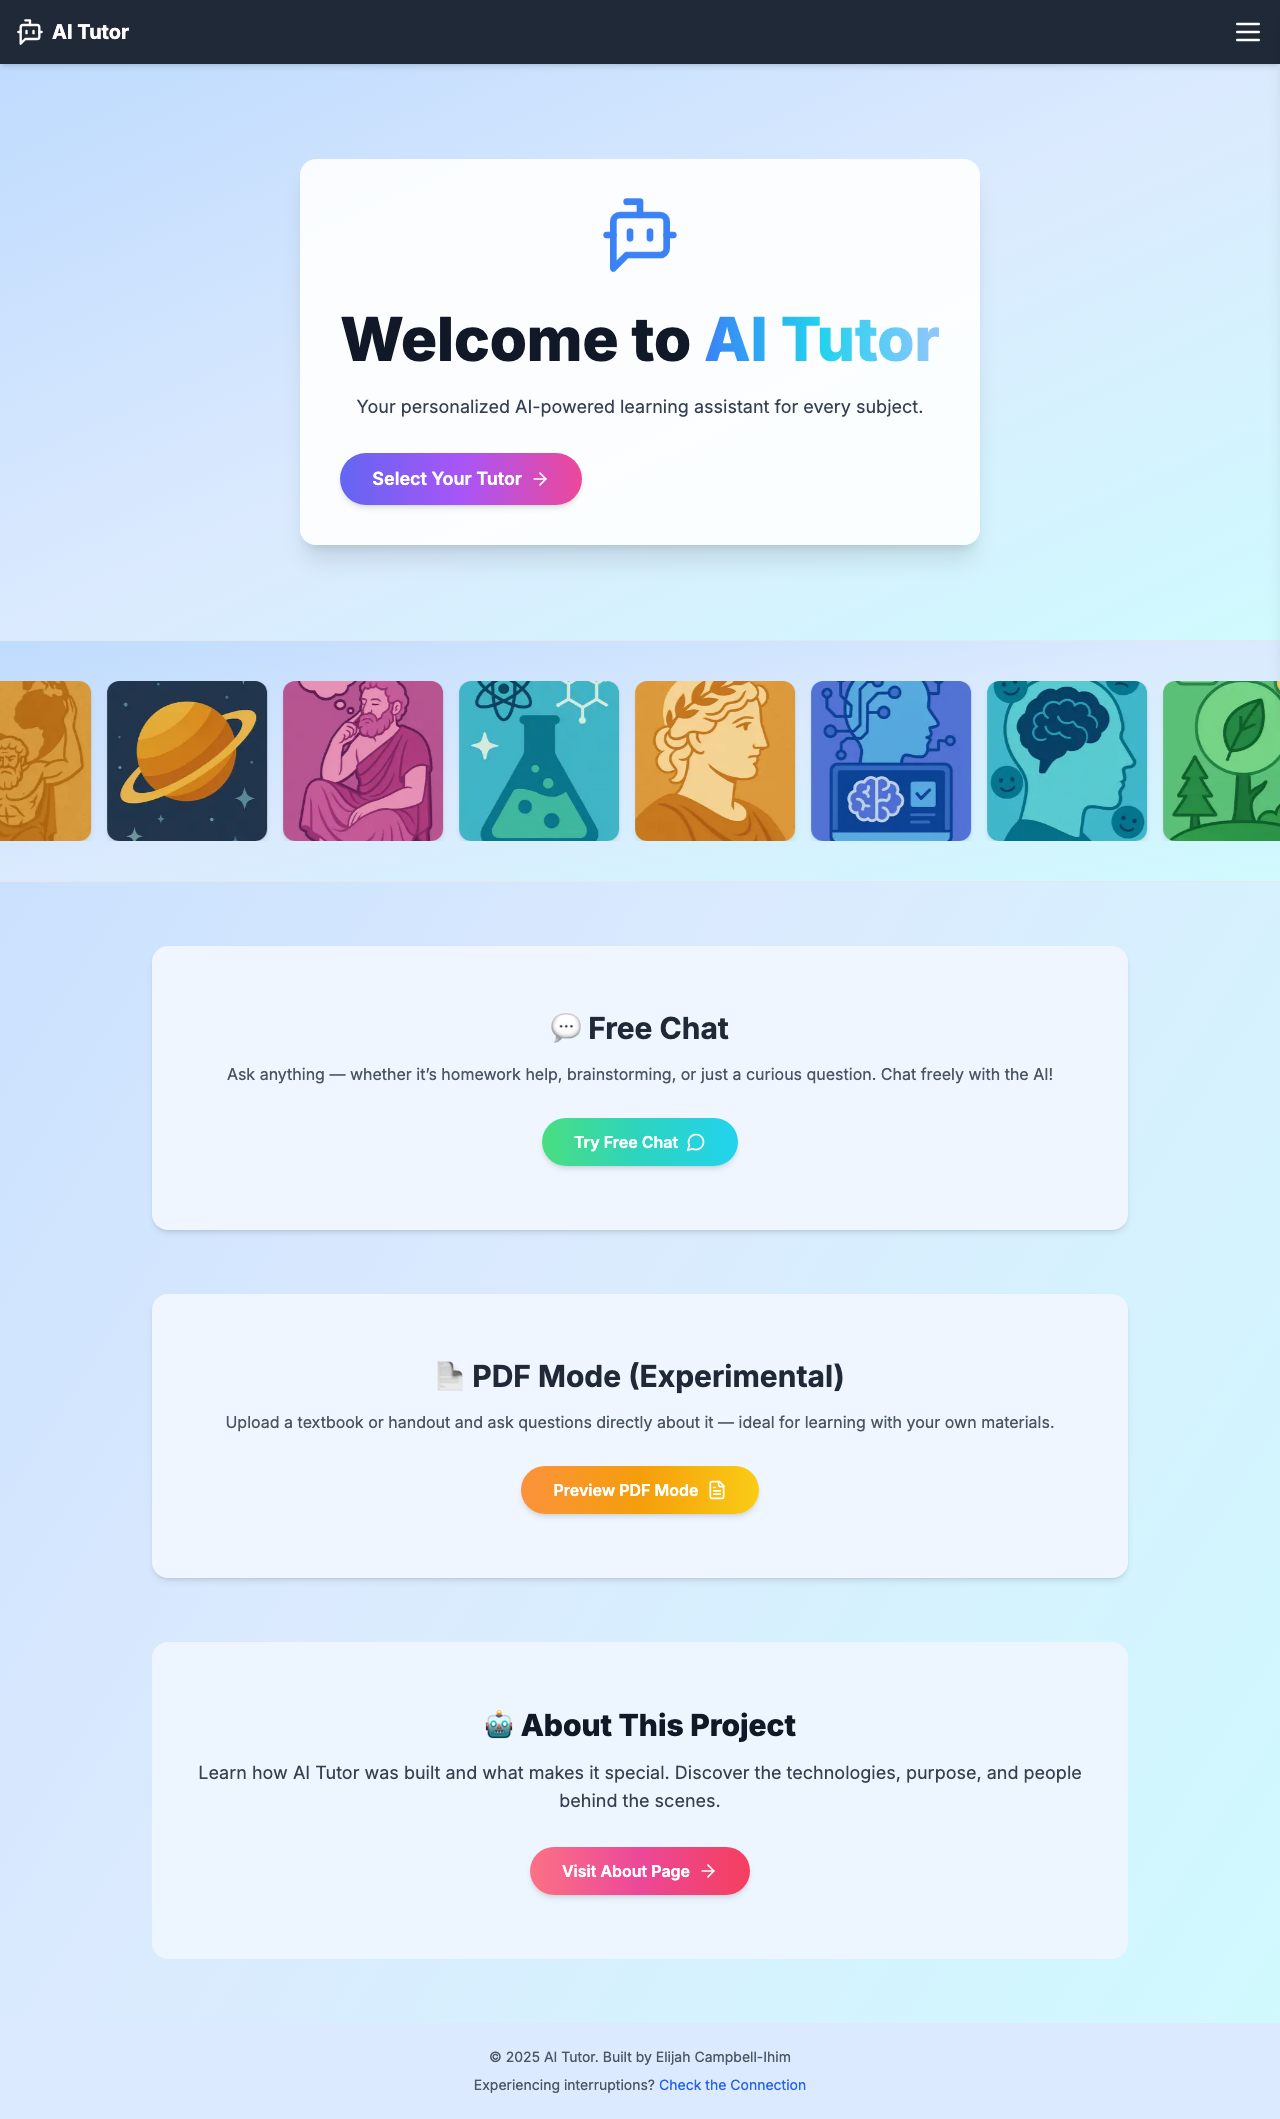 AI Tutor
Welcome to AI Tutor
Your personalized AI-powered learning assistant for every subject.
Select Your Tutor
💬 Free Chat
Ask anything — whether it’s homework help, brainstorming, or just a curious question. Chat freely with the AI!
Try Free Chat
📄 PDF Mode (Experimental)
Upload a textbook or handout and ask questions directly about it — ideal for learning with your own materials.
Preview PDF Mode
🤖 About This Project
Learn how AI Tutor was built and what makes it special. Discover the technologies, purpose, and people
behind the scenes.
Visit About Page
© 2025 AI Tutor. Built by Elijah Campbell-Ihim
Experiencing interruptions? Check the Connection